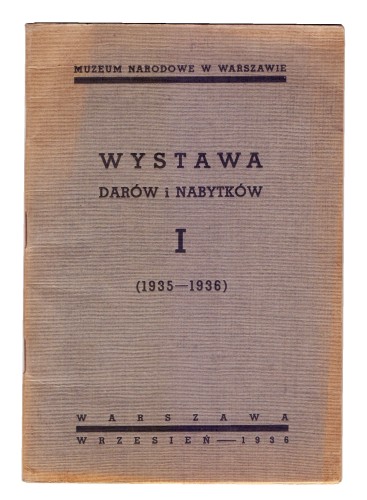 MUZEUM NARODOWE W WARSZAWIE
WYSTAWA
DARÓW i NABYTKÓW
I
(1935—1936)
WARSZAWA
WRZESIEŃ—1936